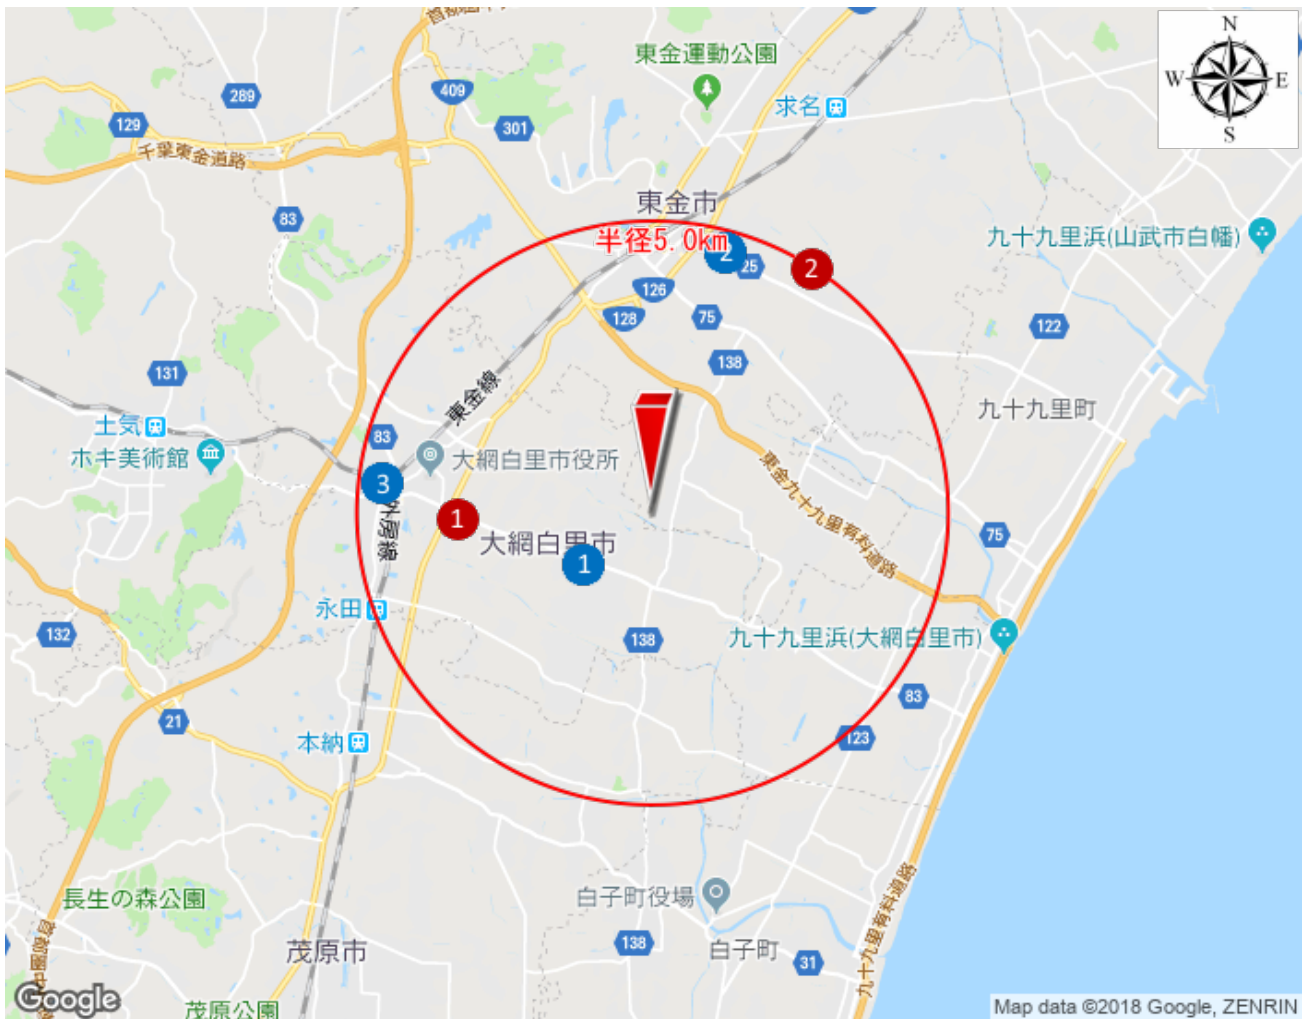 N
W E
S
409
289
129
301
千葉東金道路
東金運動公園
求名
83
東金市
半径5.0km
2
25
2
九十九里浜(山武市白幡)
126
128
75
138
122
131
東金線
九十九里町
土気
83
ホキ美術館
大網白里市役所
3
外房線
1
大網白里市
1
東金九十九里有料道路
75
永田
132
138
九十九里浜(大網白里市)
83
21
本納
123
長生の森公園
白子町役場
九十九里有料道路
茂原市
138
白子町
31
茂原公園
Google
Map data ©2018 Google, ZENRIN